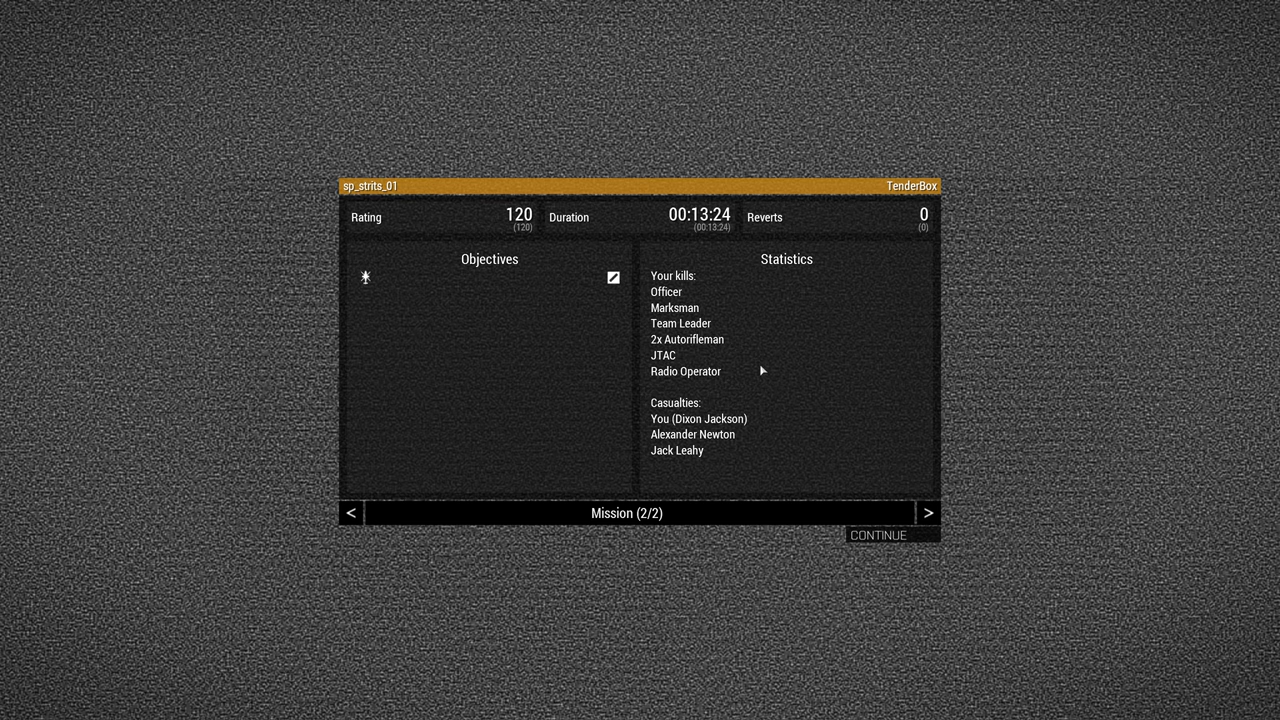 sp_strits_01 TenderBox
Rating 120 (120) Duration 00:13:24 (00:13:24) Reverts 0 (0)
Objectives
Statistics
Your kills:
Officer
Marksman
Team Leader
2x Autorifleman
JTAC
Radio Operator
Casualties:
You (Dixon Jackson)
Alexander Newton
Jack Leahy
< Mission (2/2) >
CONTINUE